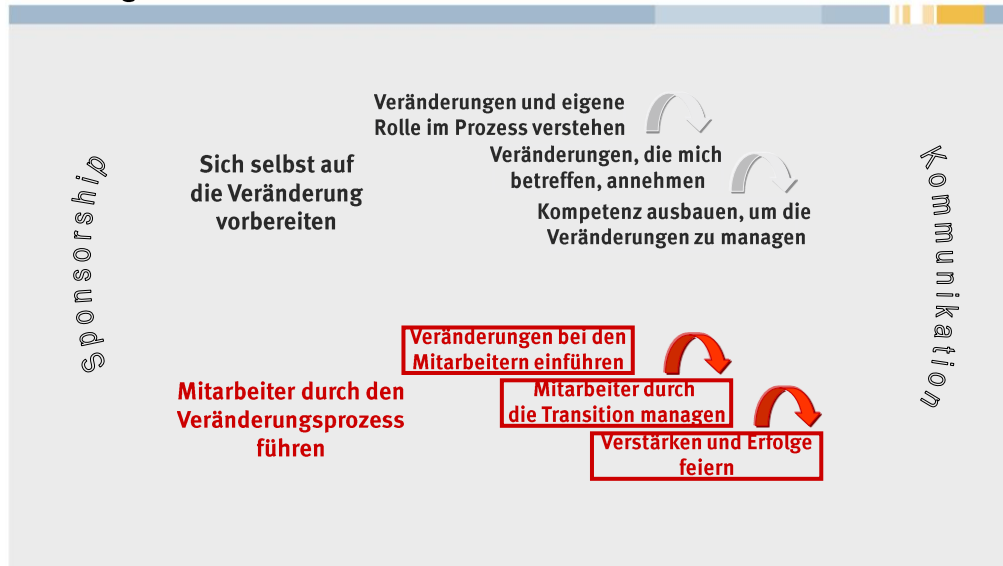 Veränderungen und eigene
Rolle im Prozess verstehen
Veränderungen, die mich
betreffen, annehmen
Kompetenz ausbauen, um die
Veränderungen zu managen
Sich selbst auf
die Veränderung
vorbereiten
Sponsorship
Kommunikation
Veränderungen bei den
Mitarbeitern einführen
Mitarbeiter durch
die Transition managen
Verstärken und Erfolge
feiern
Mitarbeiter durch den
Veränderungsprozess
führen